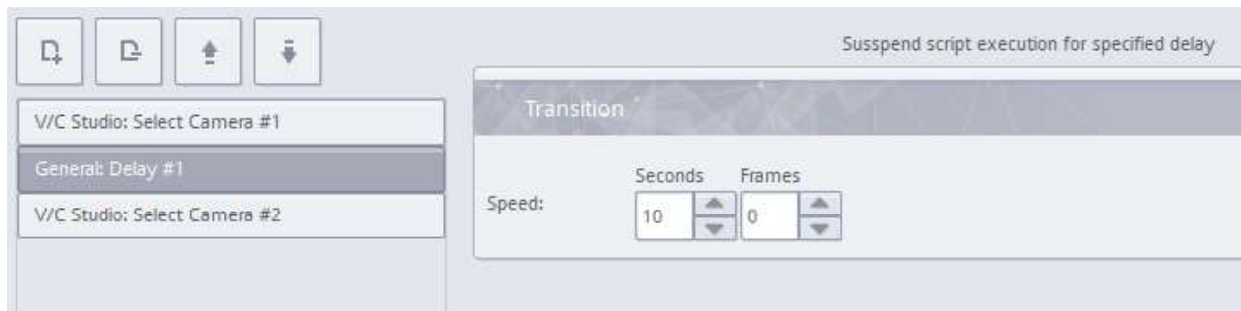 Susspend script execution for specified delay
V/C Studio: Select Camera #1
General: Delay #1
V/C Studio: Select Camera #2
Transition
Seconds Frames
Speed: 10 0